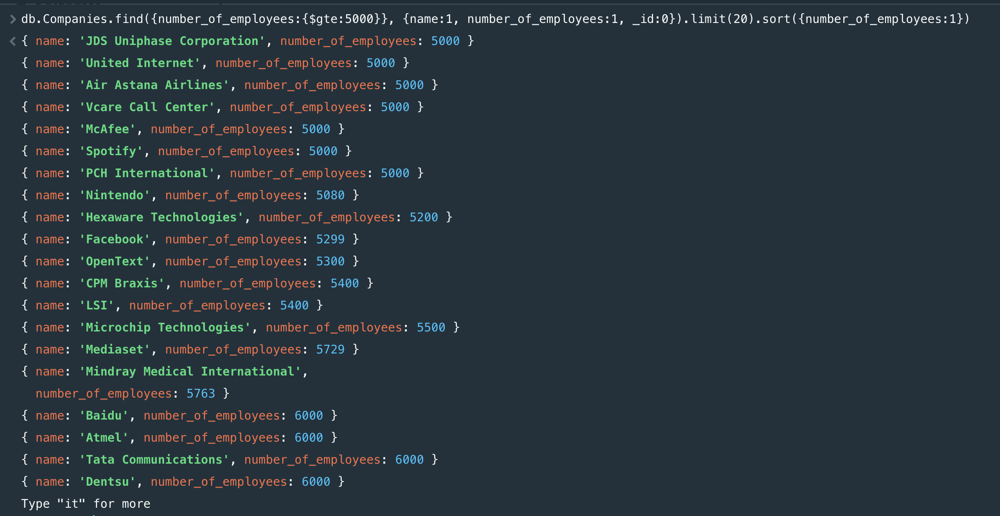 > db.Companies.find({number_of_employees:{$gte:5000}}, {name:1, number_of_employees:1, _id:0}).limit(20).sort({number_of_employees:1})
< { name: 'JDS Uniphase Corporation', number_of_employees: 5000 }
{ name: 'United Internet', number_of_employees: 5000 }
{ name: 'Air Astana Airlines', number_of_employees: 5000 }
{ name: 'Vcare Call Center', number_of_employees: 5000 }
{ name: 'McAfee', number_of_employees: 5000 }
{ name: 'Spotify', number_of_employees: 5000 }
{ name: 'PCH International', number_of_employees: 5000 }
{ name: 'Nintendo', number_of_employees: 5080 }
{ name: 'Hexaware Technologies', number_of_employees: 5200 }
{ name: 'Facebook', number_of_employees: 5299 }
{ name: 'OpenText', number_of_employees: 5300 }
{ name: 'CPM Braxis', number_of_employees: 5400 }
{ name: 'LSI', number_of_employees: 5400 }
{ name: 'Microchip Technologies', number_of_employees: 5500 }
{ name: 'Mediaset', number_of_employees: 5729 }
{ name: 'Mindray Medical International',
number_of_employees: 5763 }
{ name: 'Baidu', number_of_employees: 6000 }
{ name: 'Atmel', number_of_employees: 6000 }
{ name: 'Tata Communications', number_of_employees: 6000 }
{ name: 'Dentsu', number_of_employees: 6000 }
Type "it" for more